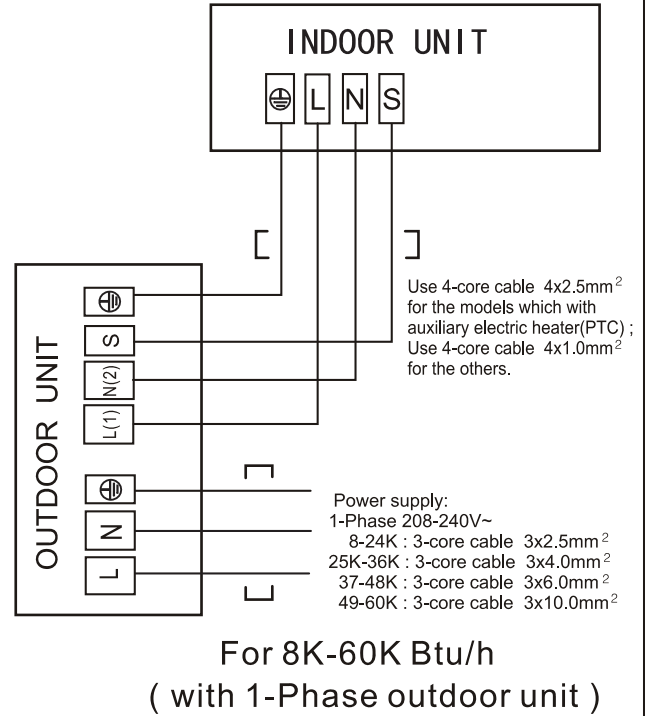 INDOOR UNIT
L N S
Use 4-core cable 4x2.5mm²
for the models which with
auxiliary electric heater(PTC) ;
Use 4-core cable 4x1.0mm²
for the others.
OUTDOOR UNIT
S
N(2)
L(1)
N
L
Power supply:
1-Phase 208-240V~
8-24K : 3-core cable 3x2.5mm²
25K-36K : 3-core cable 3x4.0mm²
37-48K : 3-core cable 3x6.0mm²
49-60K : 3-core cable 3x10.0mm²
For 8K-60K Btu/h
( with 1-Phase outdoor unit )